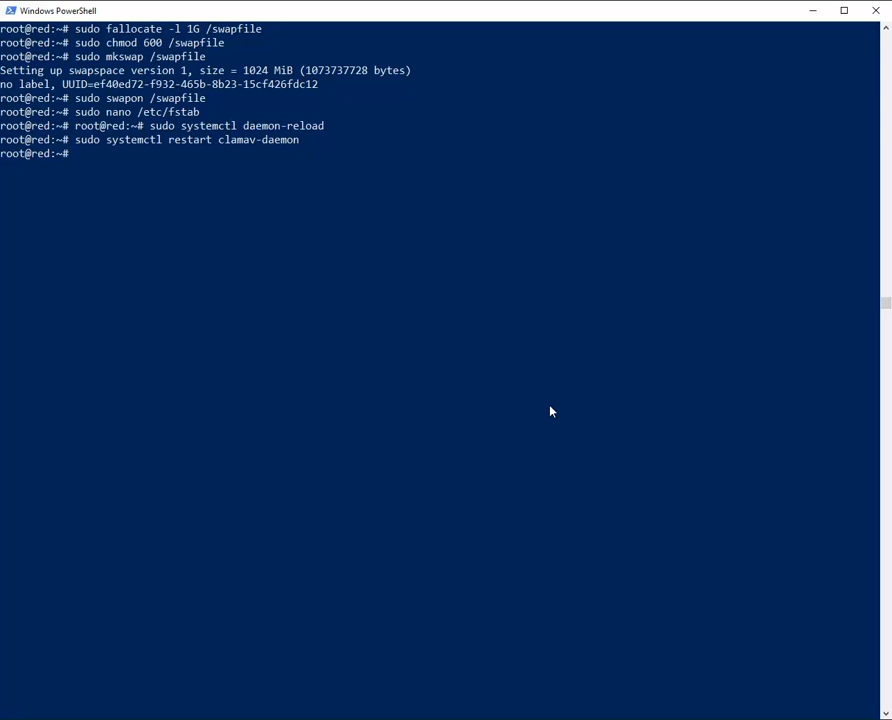 Windows PowerShell
root@red:~# sudo fallocate -l 1G /swapfile
root@red:~# sudo chmod 600 /swapfile
root@red:~# sudo mkswap /swapfile
Setting up swapspace version 1, size = 1024 MiB (1073737728 bytes)
no label, UUID=ef40ed72-f932-465b-8b23-15cf426fdc12
root@red:~# sudo swapon /swapfile
root@red:~# sudo nano /etc/fstab
root@red:~# root@red:~# sudo systemctl daemon-reload
root@red:~# sudo systemctl restart clamav-daemon
root@red:~#